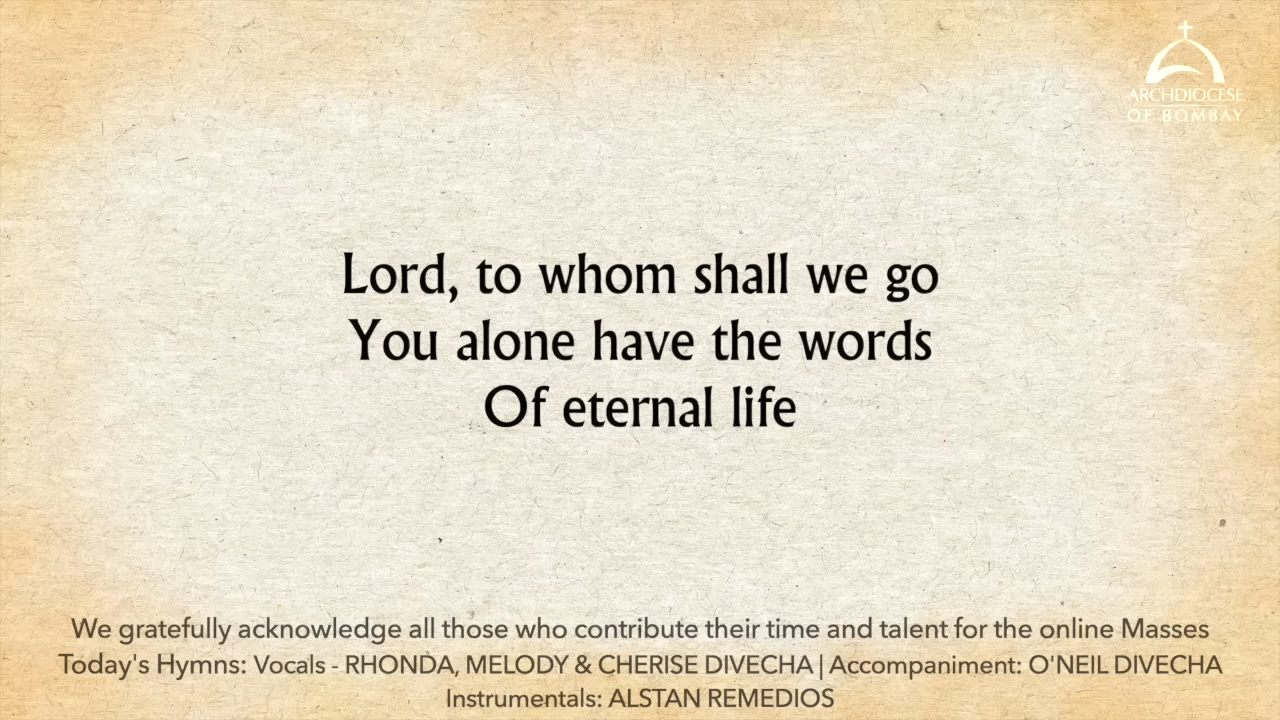 ARCHDIOCESE
OF BOMBAY
Lord, to whom shall we go
You alone have the words
Of eternal life
We gratefully acknowledge all those who contribute their time and talent for the online Masses
Today's Hymns: Vocals - RHONDA, MELODY & CHERISE DIVECHA | Accompaniment: O'NEIL DIVECHA
Instrumentals: ALSTAN REMEDIOS